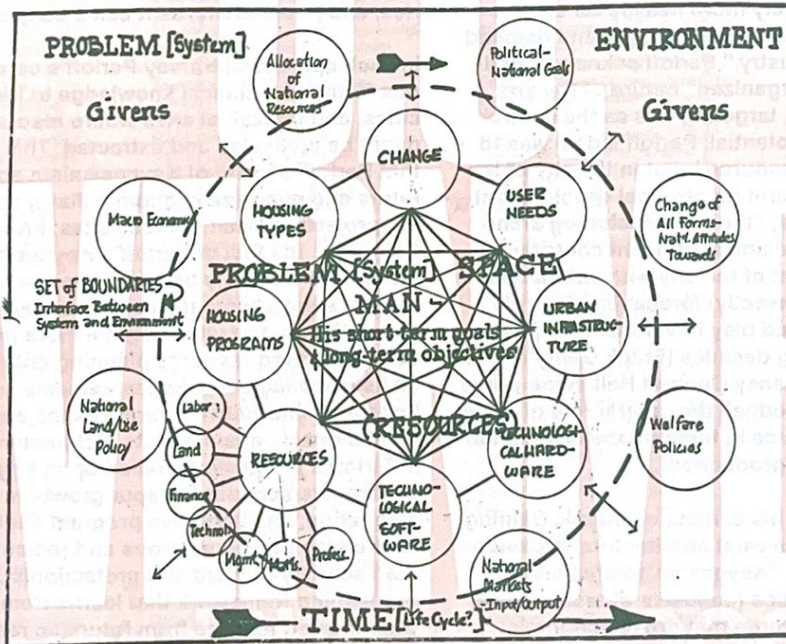 PROBLEM [System]
Givens
Allocation
of
National
Resources
Political-
National Goals
ENVIRONMENT
Givens
CHANGE
Macro Economy
HOUSING
TYPES
USER
NEEDS
Change of
All Forms-
Natnl. Attitudes
Towards
SET OF BOUNDARIES-
Interface Between
System and Environment
PROBLEM [System] SPACE
MAN-
His short-term goals
& long-term objectives
HOUSING
PROGRAMS
URBAN
INFRASTRUC-
TURE
National
Land/Use
Policy
Labor
Land
Finance
Technol.
Mgmt.
Matls.
Profess.
RESOURCES
(RESOURCES)
TECHNOLOGI-
CAL HARD-
WARE
Welfare
Policies
TECHNO-
LOGICAL
SOFT-
WARE
National
Markets
-Input/Output
TIME [Life Cycle?]